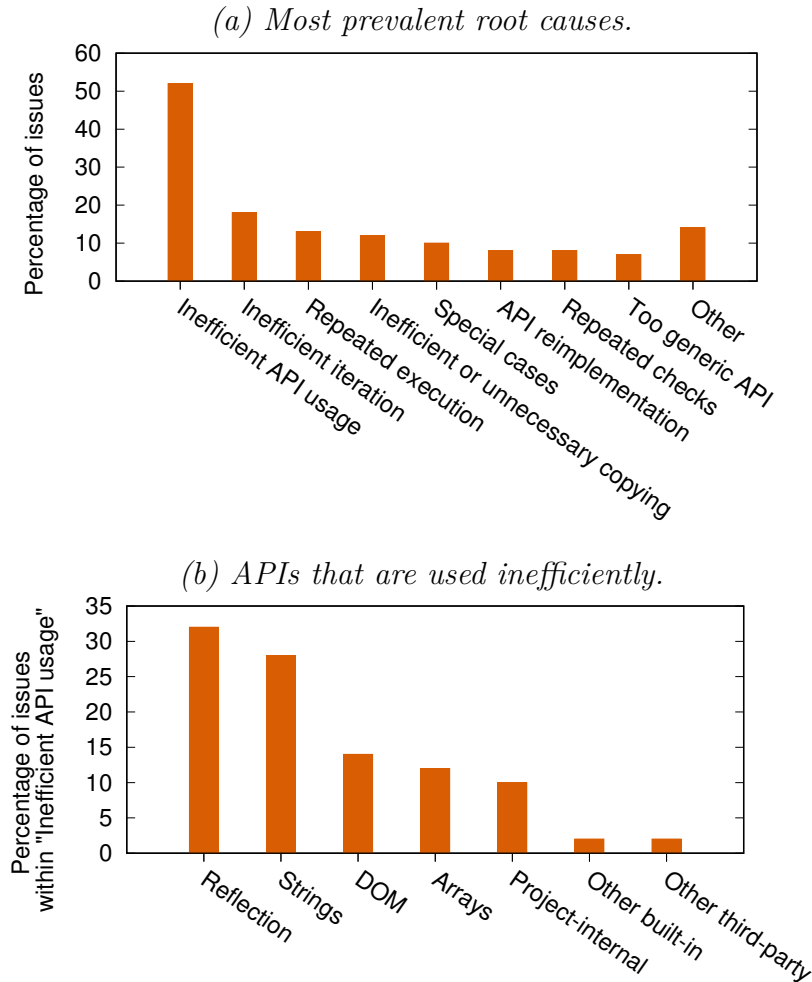 (a) Most prevalent root causes.
60
50
40
30
20
10
0
Percentage of issues
Inefficient API usage
Inefficient iteration
Repeated execution
Inefficient or unnecessary copying
Special cases
API reimplementation
Repeated checks
Too generic API
Other
(b) APIs that are used inefficiently.
35
30
25
20
15
10
5
0
Percentage of issues
within "Inefficient API usage"
Reflection
Strings
DOM
Arrays
Project-internal
Other built-in
Other third-party